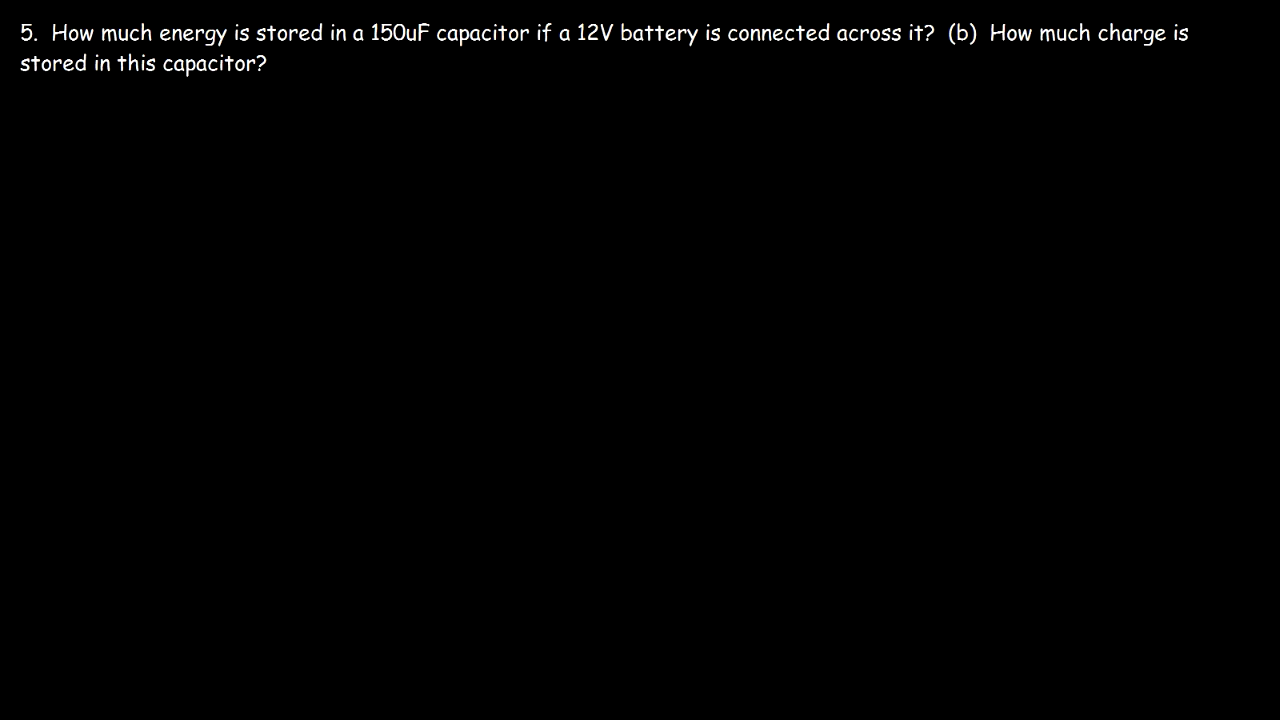 5. How much energy is stored in a 150uF capacitor if a 12V battery is connected across it? (b) How much charge is
stored in this capacitor?